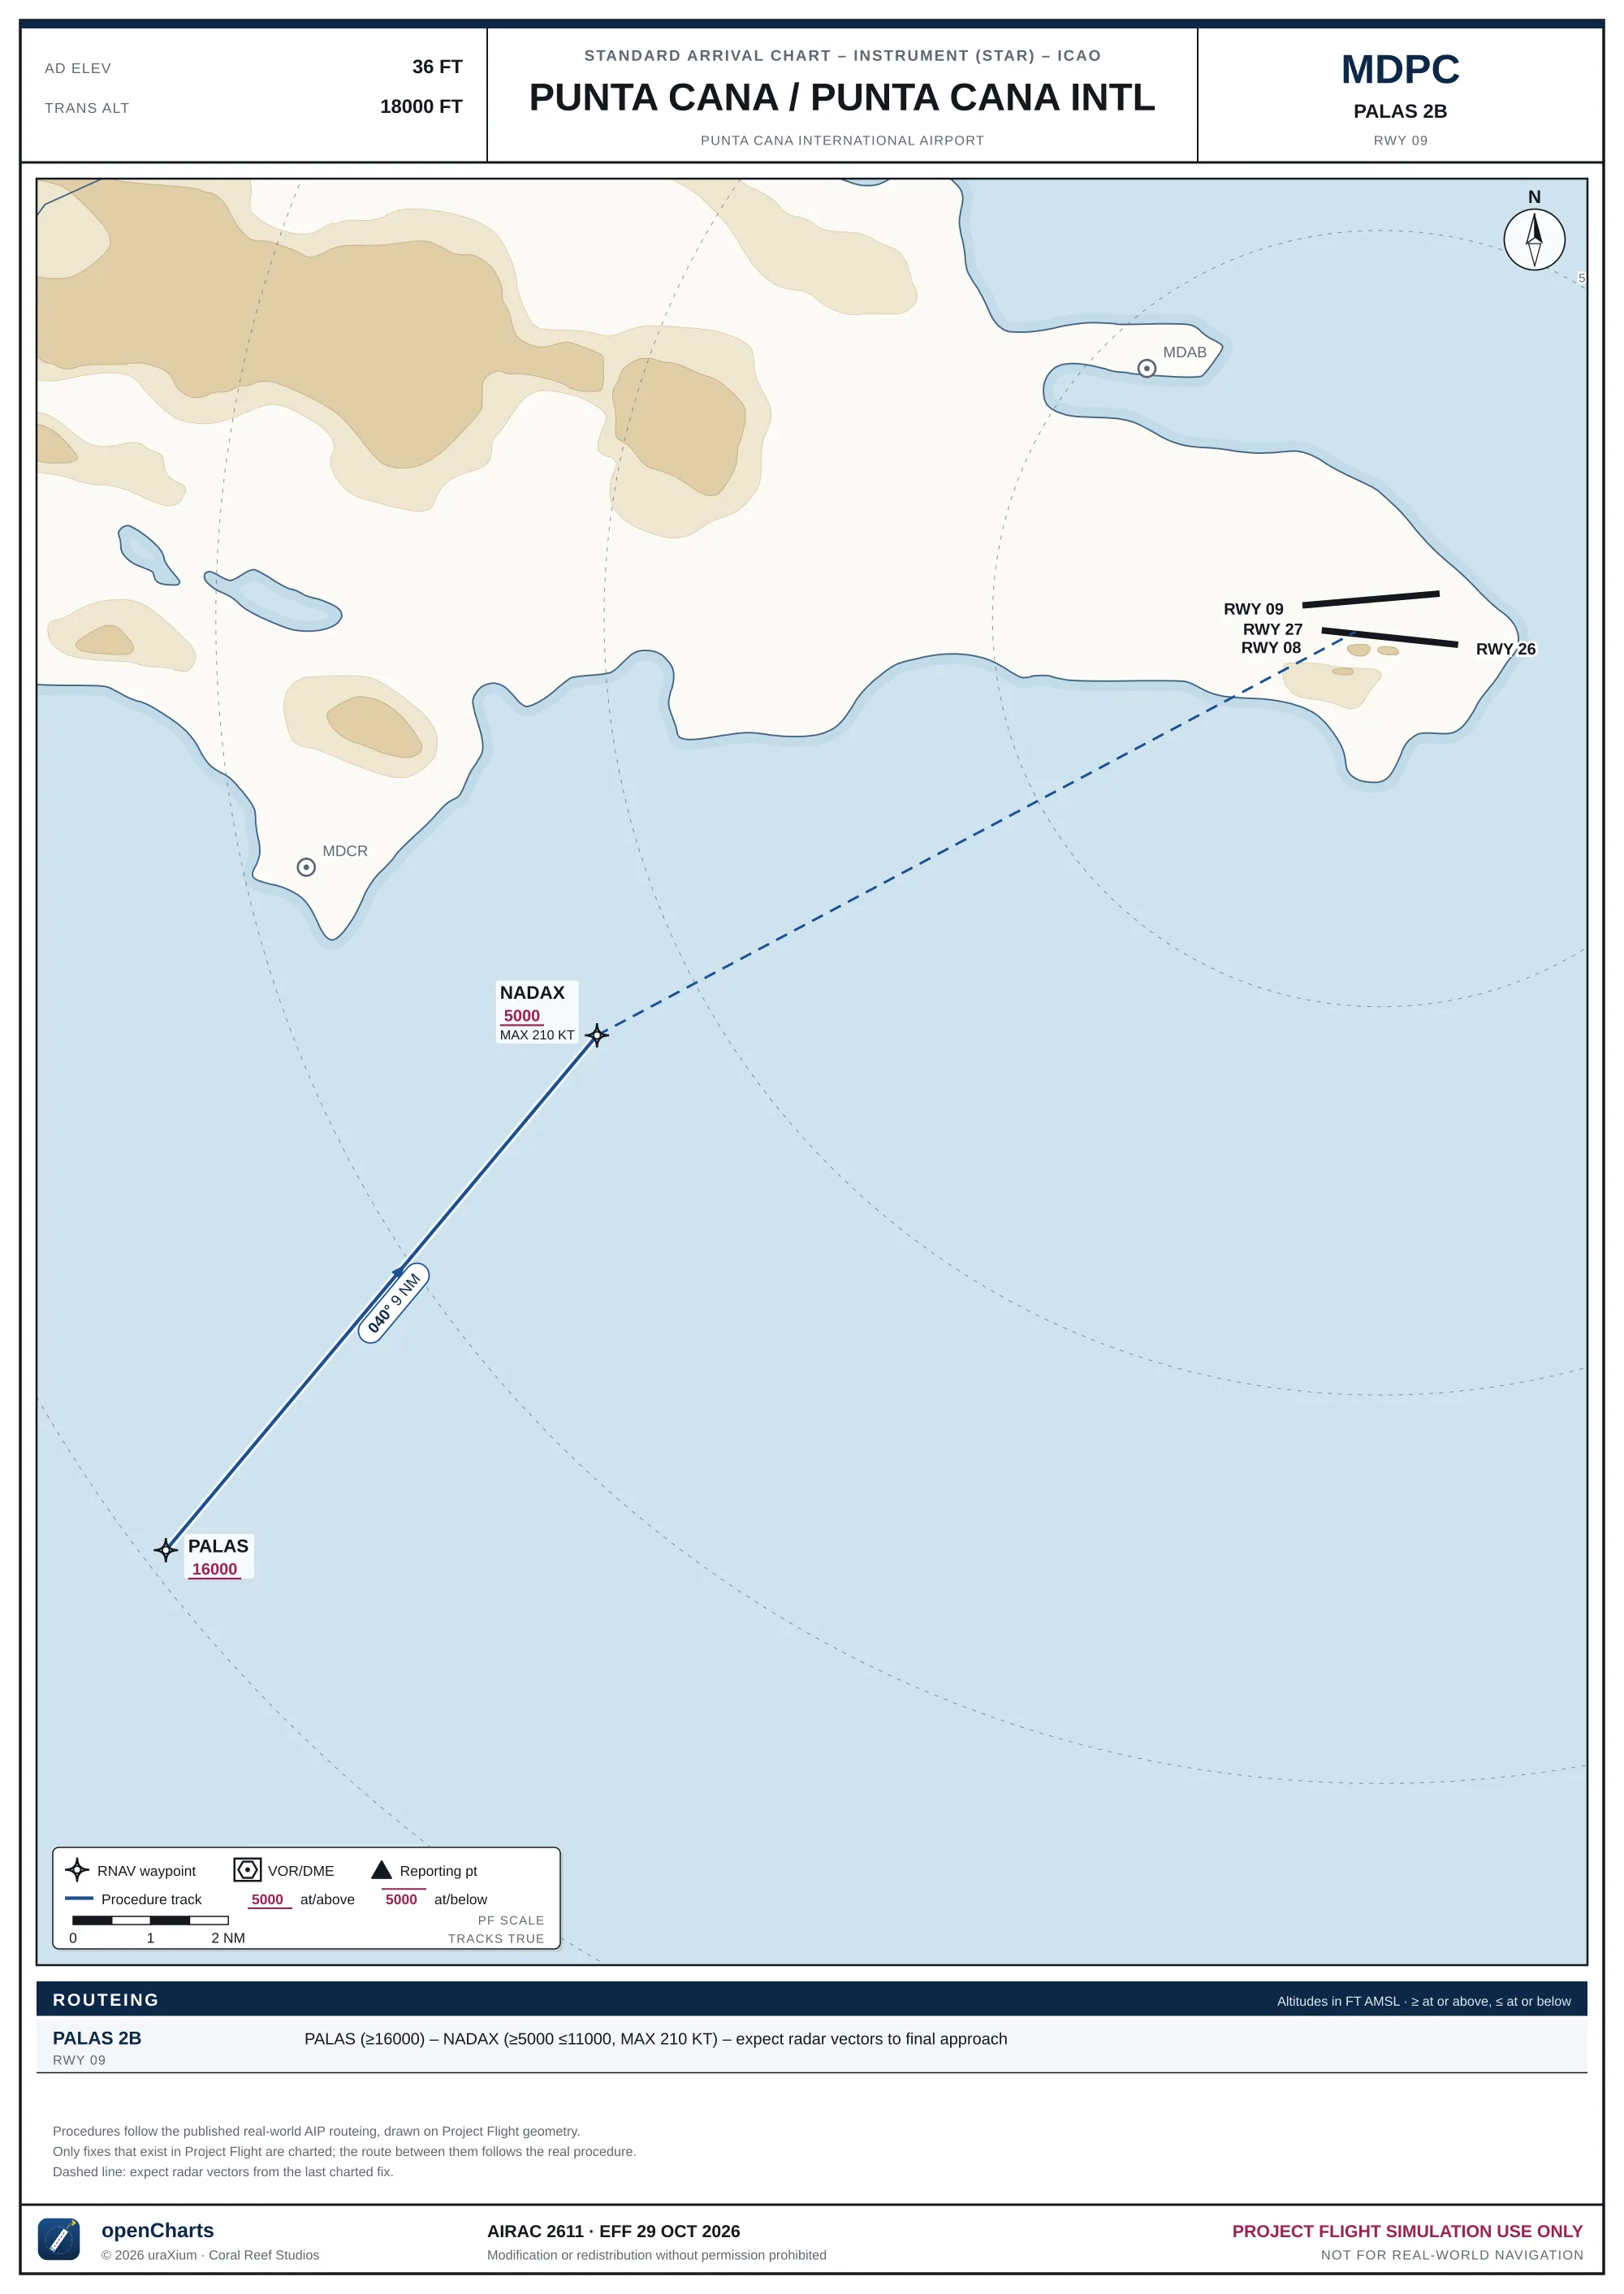 AD ELEV 36 FT
TRANS ALT 18000 FT
STANDARD ARRIVAL CHART – INSTRUMENT (STAR) – ICAO
PUNTA CANA / PUNTA CANA INTL
PUNTA CANA INTERNATIONAL AIRPORT
MDPC
PALAS 2B
RWY 09
N
5
MDAB
RWY 09
RWY 27
RWY 08
RWY 26
MDCR
NADAX
5000
MAX 210 KT
040° 9 NM
PALAS
16000
RNAV waypoint VOR/DME Reporting pt
Procedure track 5000 at/above 5000 at/below
PF SCALE
0 1 2 NM TRACKS TRUE
ROUTEING Altitudes in FT AMSL · ≥ at or above, ≤ at or below
PALAS 2B PALAS (≥16000) – NADAX (≥5000 ≤11000, MAX 210 KT) – expect radar vectors to final approach
RWY 09
Procedures follow the published real-world AIP routeing, drawn on Project Flight geometry.
Only fixes that exist in Project Flight are charted; the route between them follows the real procedure.
Dashed line: expect radar vectors from the last charted fix.
openCharts AIRAC 2611 · EFF 29 OCT 2026 PROJECT FLIGHT SIMULATION USE ONLY
© 2026 uraXium · Coral Reef Studios Modification or redistribution without permission prohibited NOT FOR REAL-WORLD NAVIGATION